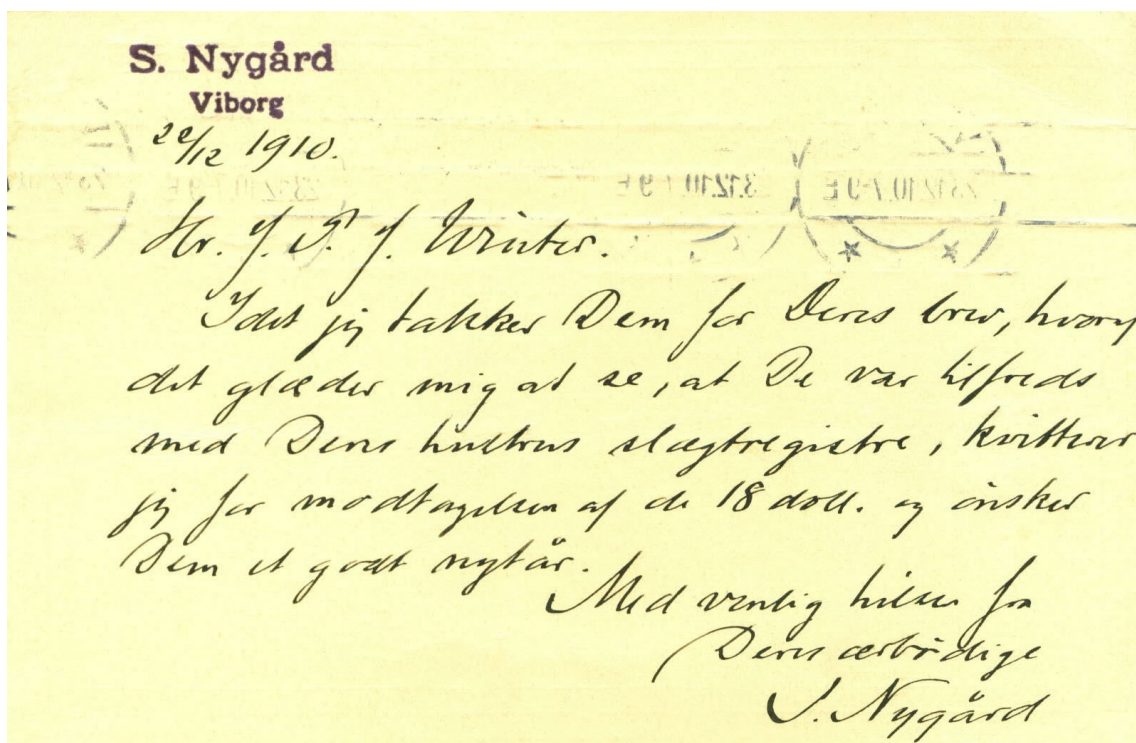 S. Nygård
Viborg
22/12 1910.
Hr. J. P. J. Winter.
Idet jeg takker Dem for Deres brev, hvoraf
det glæder mig at se, at De var tilfreds
med Deres hustrus slægtregistre, kvitterer
jeg for modtagelsen af de 18 doll. og ønsker
Dem et godt nytår.
Med venlig hilsen fra
Deres ærbødige
S. Nygård